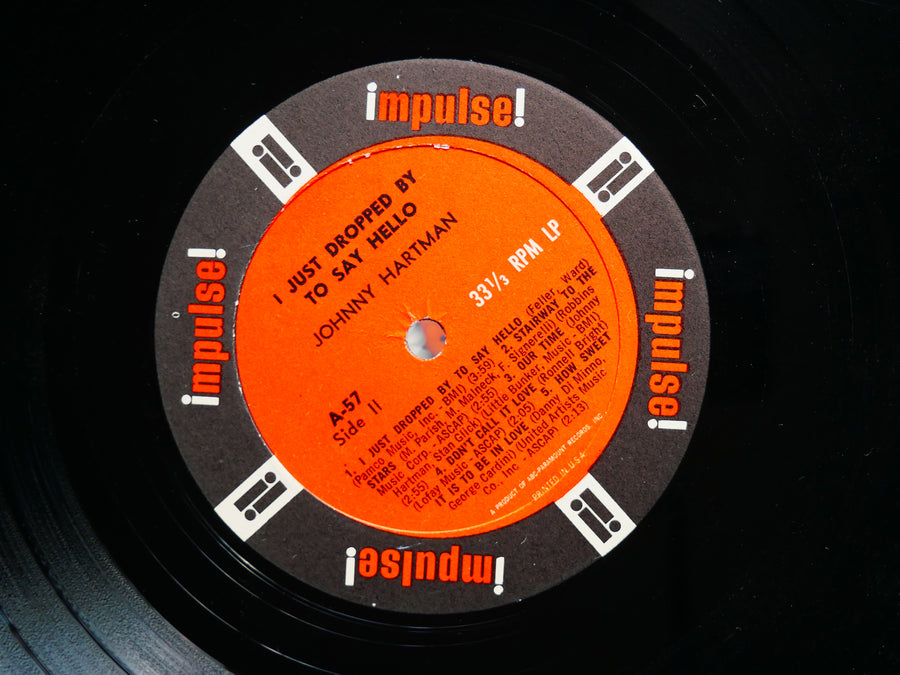 impulse!
impulse!
impulse!
impulse!
I JUST DROPPED BY
TO SAY HELLO
JOHNNY HARTMAN
33⅓ RPM LP
A-57
Side II
1. I JUST DROPPED BY TO SAY HELLO (Feller, Ward)
(Panda Music, Inc. - BMI) (3:59) 2. STAIRWAY TO THE
STARS (M. Parish, M. Malneck, F. Signerelli) (Robbins
Music Corp. - ASCAP) (2:55) 3. OUR TIME (Johnny
Hartman, Stan Glick) (Little Bunker, Music - BMI)
(2:55) 4. DON'T CALL IT LOVE (Ronnell Bright)
(Lofay Music - ASCAP) (2:05) 5. HOW SWEET
IT IS TO BE IN LOVE (Danny Di Minno,
George Cardini) (United Artists Music
Co., Inc - ASCAP) (2:13)
A PRODUCT OF ABC-PARAMOUNT RECORDS, INC.
PRINTED IN U.S.A.